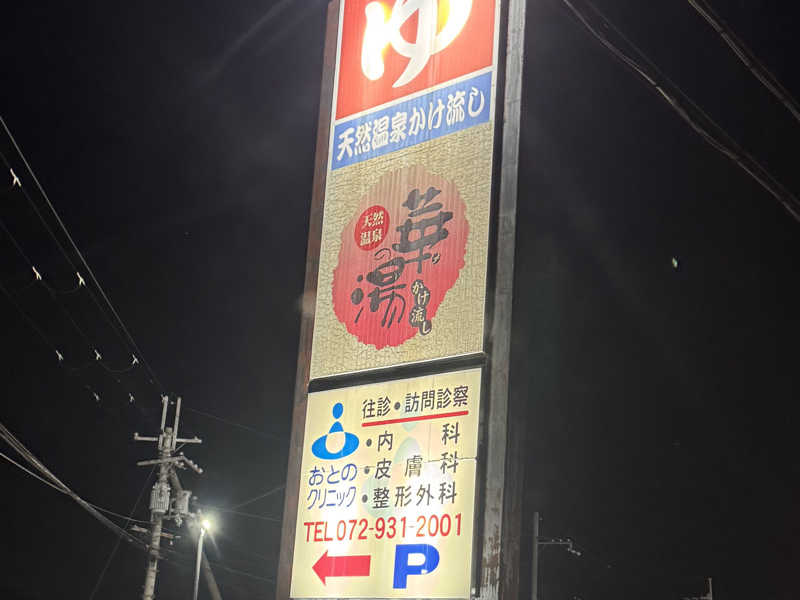 ゆ
天然温泉かけ流し
天然
温泉
華の湯
かけ流し
往診・訪問診察
・内科
おとの
・皮膚科
クリニック
・整形外科
TEL 072-931-2001
P